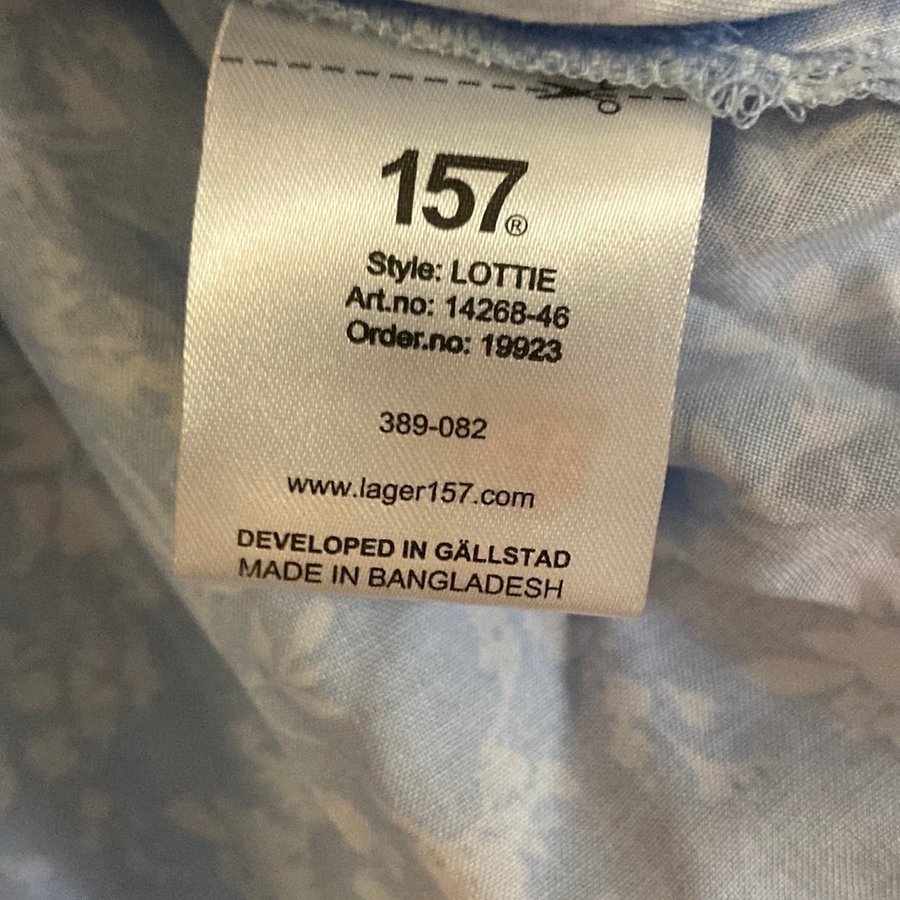 157®
Style: LOTTIE
Art.no: 14268-46
Order.no: 19923
389-082
www.lager157.com
DEVELOPED IN GÄLLSTAD
MADE IN BANGLADESH